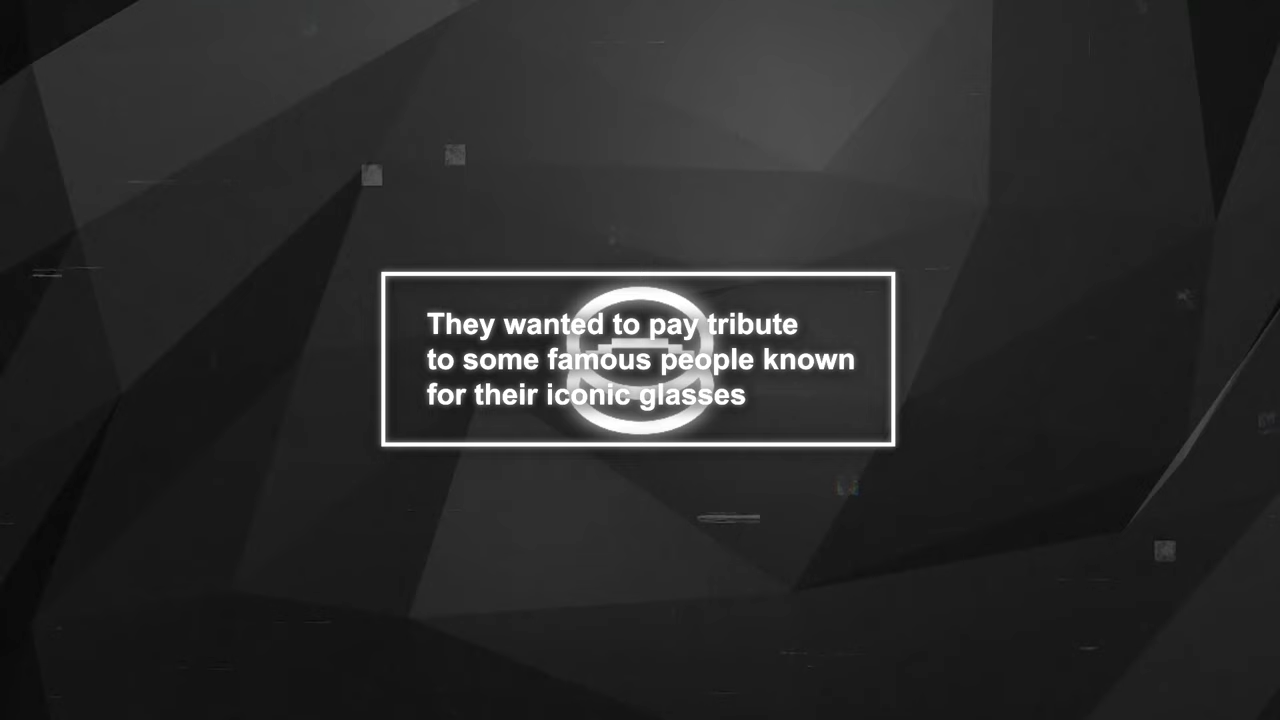 They wanted to pay tribute
to some famous people known
for their iconic glasses